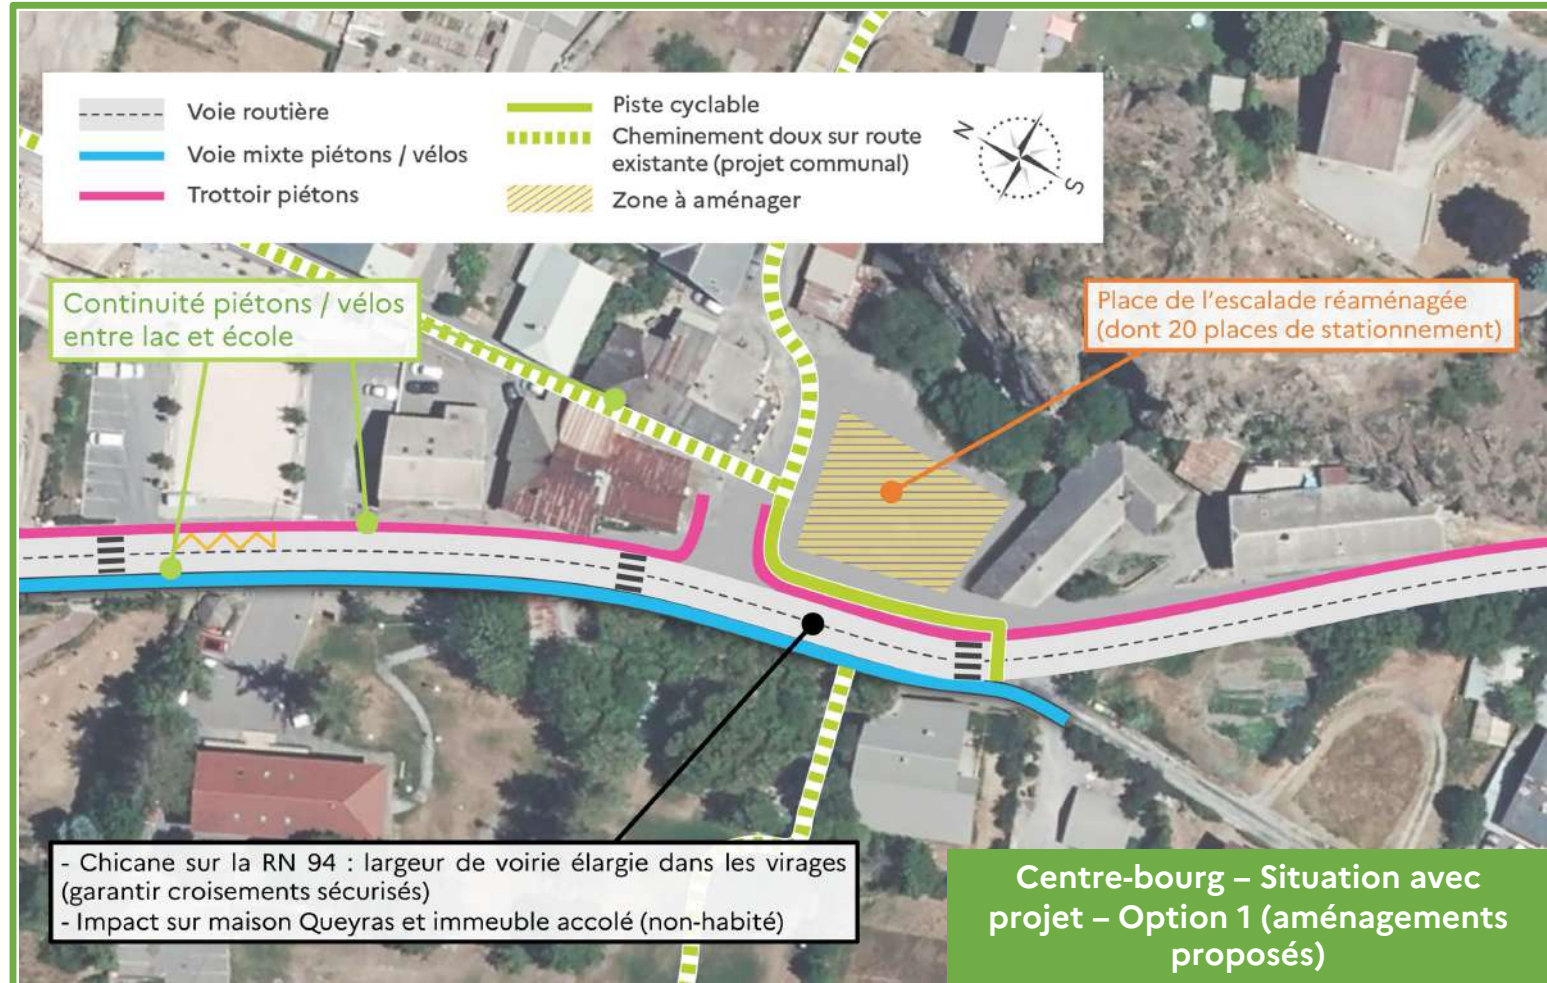 Voie routière
Voie mixte piétons / vélos
Trottoir piétons
Piste cyclable
Cheminement doux sur route
existante (projet communal)
Zone à aménager
N
S
Continuité piétons / vélos
entre lac et école
Place de l'escalade réaménagée
(dont 20 places de stationnement)
- Chicane sur la RN 94 : largeur de voirie élargie dans les virages
(garantir croisements sécurisés)
- Impact sur maison Queyras et immeuble accolé (non-habité)
Centre-bourg – Situation avec
projet – Option 1 (aménagements
proposés)